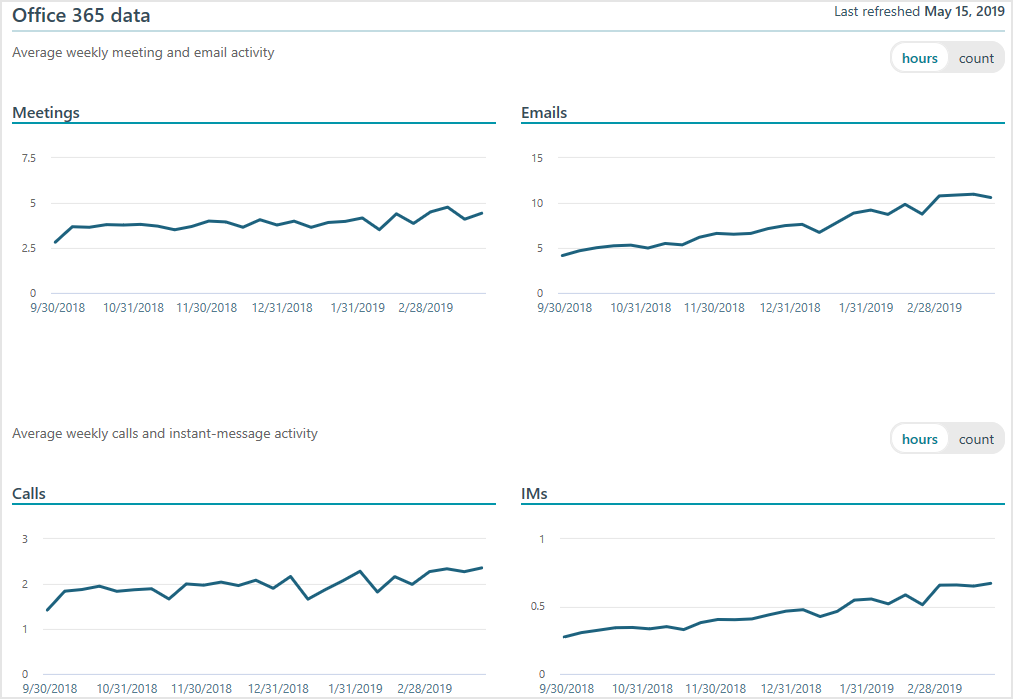 Office 365 data
Last refreshed May 15, 2019
Average weekly meeting and email activity
hours count
Meetings
7.5
5
2.5
0
9/30/2018 10/31/2018 11/30/2018 12/31/2018 1/31/2019 2/28/2019
Emails
15
10
5
0
9/30/2018 10/31/2018 11/30/2018 12/31/2018 1/31/2019 2/28/2019
Average weekly calls and instant-message activity
hours count
Calls
3
2
1
0
9/30/2018 10/31/2018 11/30/2018 12/31/2018 1/31/2019 2/28/2019
IMs
1
0.5
0
9/30/2018 10/31/2018 11/30/2018 12/31/2018 1/31/2019 2/28/2019